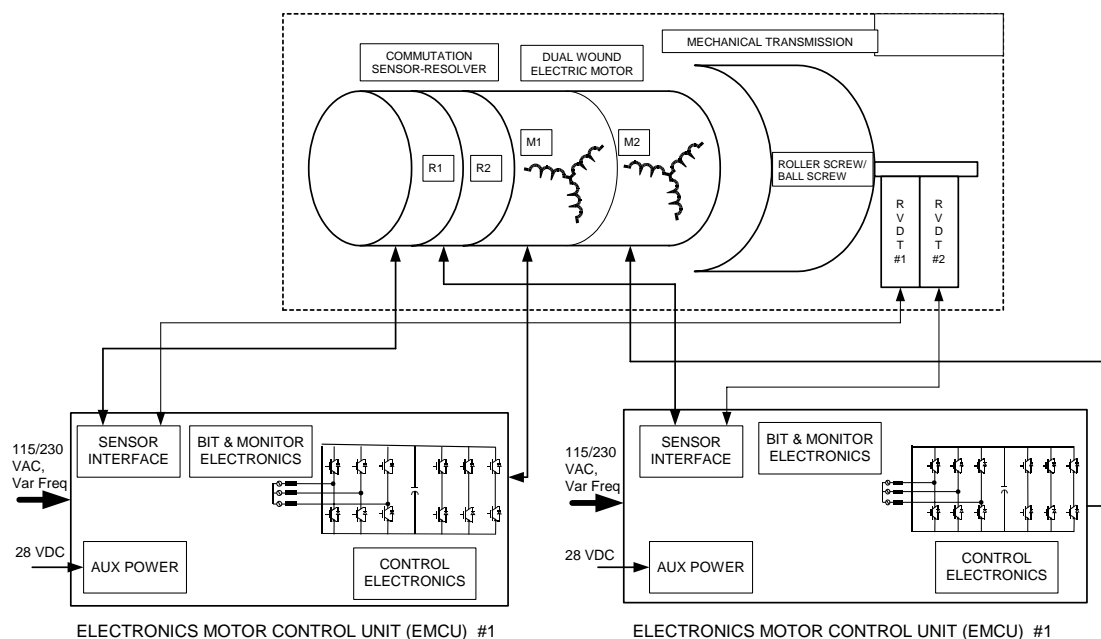 MECHANICAL TRANSMISSION
COMMUTATION
SENSOR-RESOLVER
DUAL WOUND
ELECTRIC MOTOR
M1
M2
R1
R2
ROLLER SCREW/
BALL SCREW
RVDT
#1
RVDT
#2
115/230
VAC,
Var Freq
SENSOR
INTERFACE
BIT & MONITOR
ELECTRONICS
28 VDC
AUX POWER
CONTROL
ELECTRONICS
ELECTRONICS MOTOR CONTROL UNIT (EMCU) #1
115/230
VAC,
Var Freq
SENSOR
INTERFACE
BIT & MONITOR
ELECTRONICS
28 VDC
AUX POWER
CONTROL
ELECTRONICS
ELECTRONICS MOTOR CONTROL UNIT (EMCU) #1